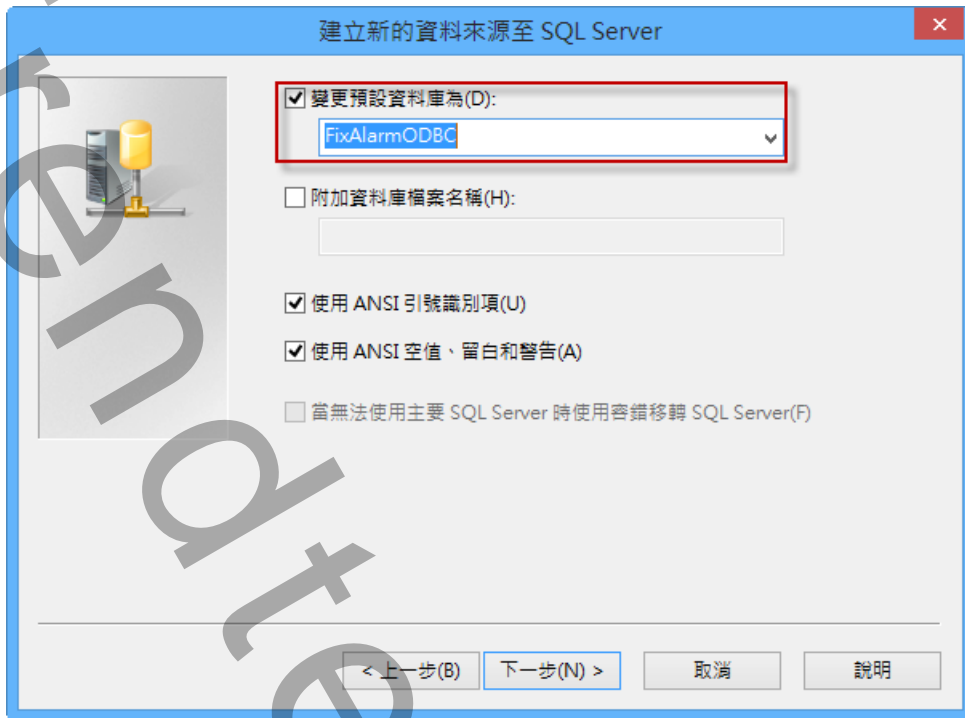 建立新的資料來源至 SQL Server
變更預設資料庫為(D):
FixAlarmODBC
附加資料庫檔案名稱(H):
使用 ANSI 引號識別項(U)
使用 ANSI 空值、留白和警告(A)
當無法使用主要 SQL Server 時使用容錯移轉 SQL Server(F)
< 上一步(B)
下一步(N) >
取消
說明